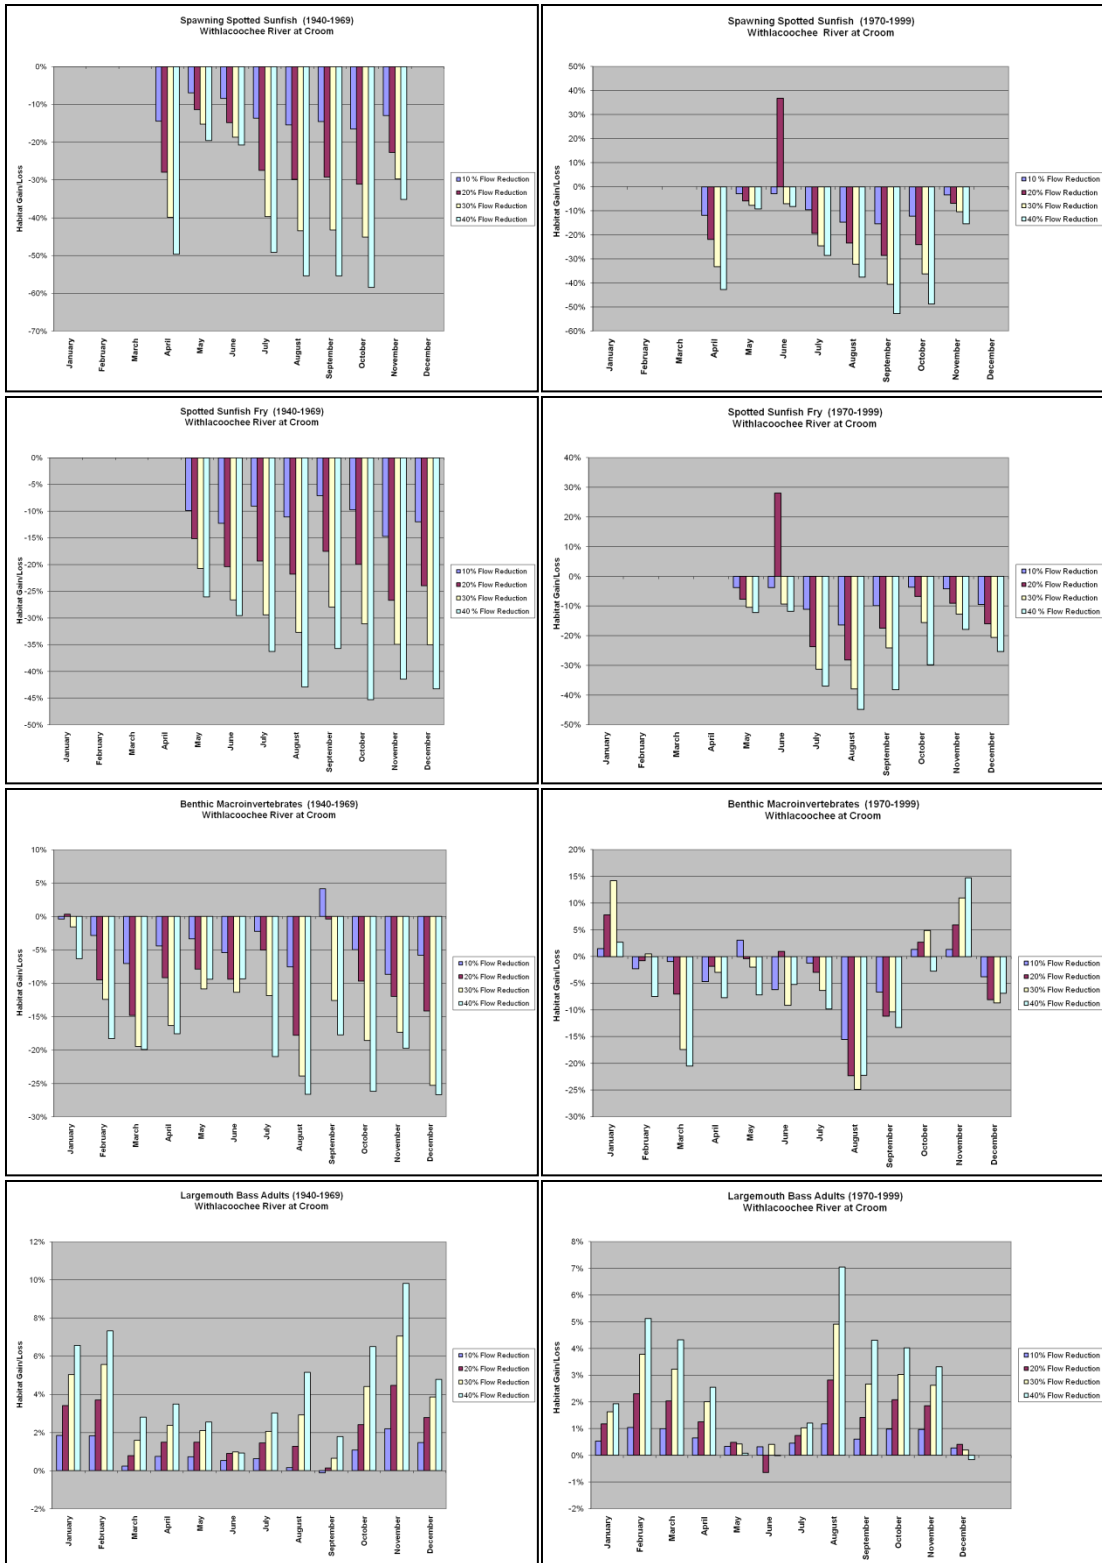 Spawning Spotted Sunfish (1940-1969)
Withlacoochee River at Croom
Habitat Gain/Loss
0%
-10%
-20%
-30%
-40%
-50%
-60%
-70%
January
February
March
April
May
June
July
August
September
October
November
December
10 % Flow Reduction
20% Flow Reduction
30% Flow Reduction
40% Flow Reduction
Spawning Spotted Sunfish (1970-1999)
Withlacoochee River at Croom
Habitat Gain/Loss
50%
40%
30%
20%
10%
0%
-10%
-20%
-30%
-40%
-50%
-60%
January
February
March
April
May
June
July
August
September
October
November
December
10 % Flow Reduction
20% Flow Reduction
30% Flow Reduction
40% Flow Reduction
Spotted Sunfish Fry (1940-1969)
Withlacoochee River at Croom
Habitat Gain/Loss
0%
-5%
-10%
-15%
-20%
-25%
-30%
-35%
-40%
-45%
-50%
January
February
March
April
May
June
July
August
September
October
November
December
10% Flow Reduction
20% Flow Reduction
30% Flow Reduction
40 % Flow Reduction
Spotted Sunfish Fry (1970-1999)
Withlacoochee River at Croom
Habitat Gain/Loss
40%
30%
20%
10%
0%
-10%
-20%
-30%
-40%
-50%
January
February
March
April
May
June
July
August
September
October
November
December
10% Flow Reduction
20% Flow Reduction
30% Flow Reduction
40 % Flow Reduction
Benthic Macroinvertebrates (1940-1969)
Withlacoochee River at Croom
Habitat Gain/Loss
10%
5%
0%
-5%
-10%
-15%
-20%
-25%
-30%
January
February
March
April
May
June
July
August
September
October
November
December
10% Flow Reduction
20% Flow Reduction
30% Flow Reduction
40% Flow Reduction
Benthic Macroinvertebrates (1970-1999)
Withlacoochee at Croom
Habitat Gain/Loss
20%
15%
10%
5%
0%
-5%
-10%
-15%
-20%
-25%
-30%
January
February
March
April
May
June
July
August
September
October
November
December
10% Flow Reduction
20% Flow Reduction
30% Flow Reduction
40% Flow Reduction
Largemouth Bass Adults (1940-1969)
Withlacoochee River at Croom
Habitat Gain/Loss
12%
10%
8%
6%
4%
2%
0%
-2%
January
February
March
April
May
June
July
August
September
October
November
December
10% Flow Reduction
20% Flow Reduction
30% Flow Reduction
40% Flow Reduction
Largemouth Bass Adults (1970-1999)
Withlacoochee River at Croom
Habitat Gain/Loss
8%
7%
6%
5%
4%
3%
2%
1%
0%
-1%
-2%
January
February
March
April
May
June
July
August
September
October
November
December
10% Flow Reduction
20% Flow Reduction
30% Flow Reduction
40% Flow Reduction